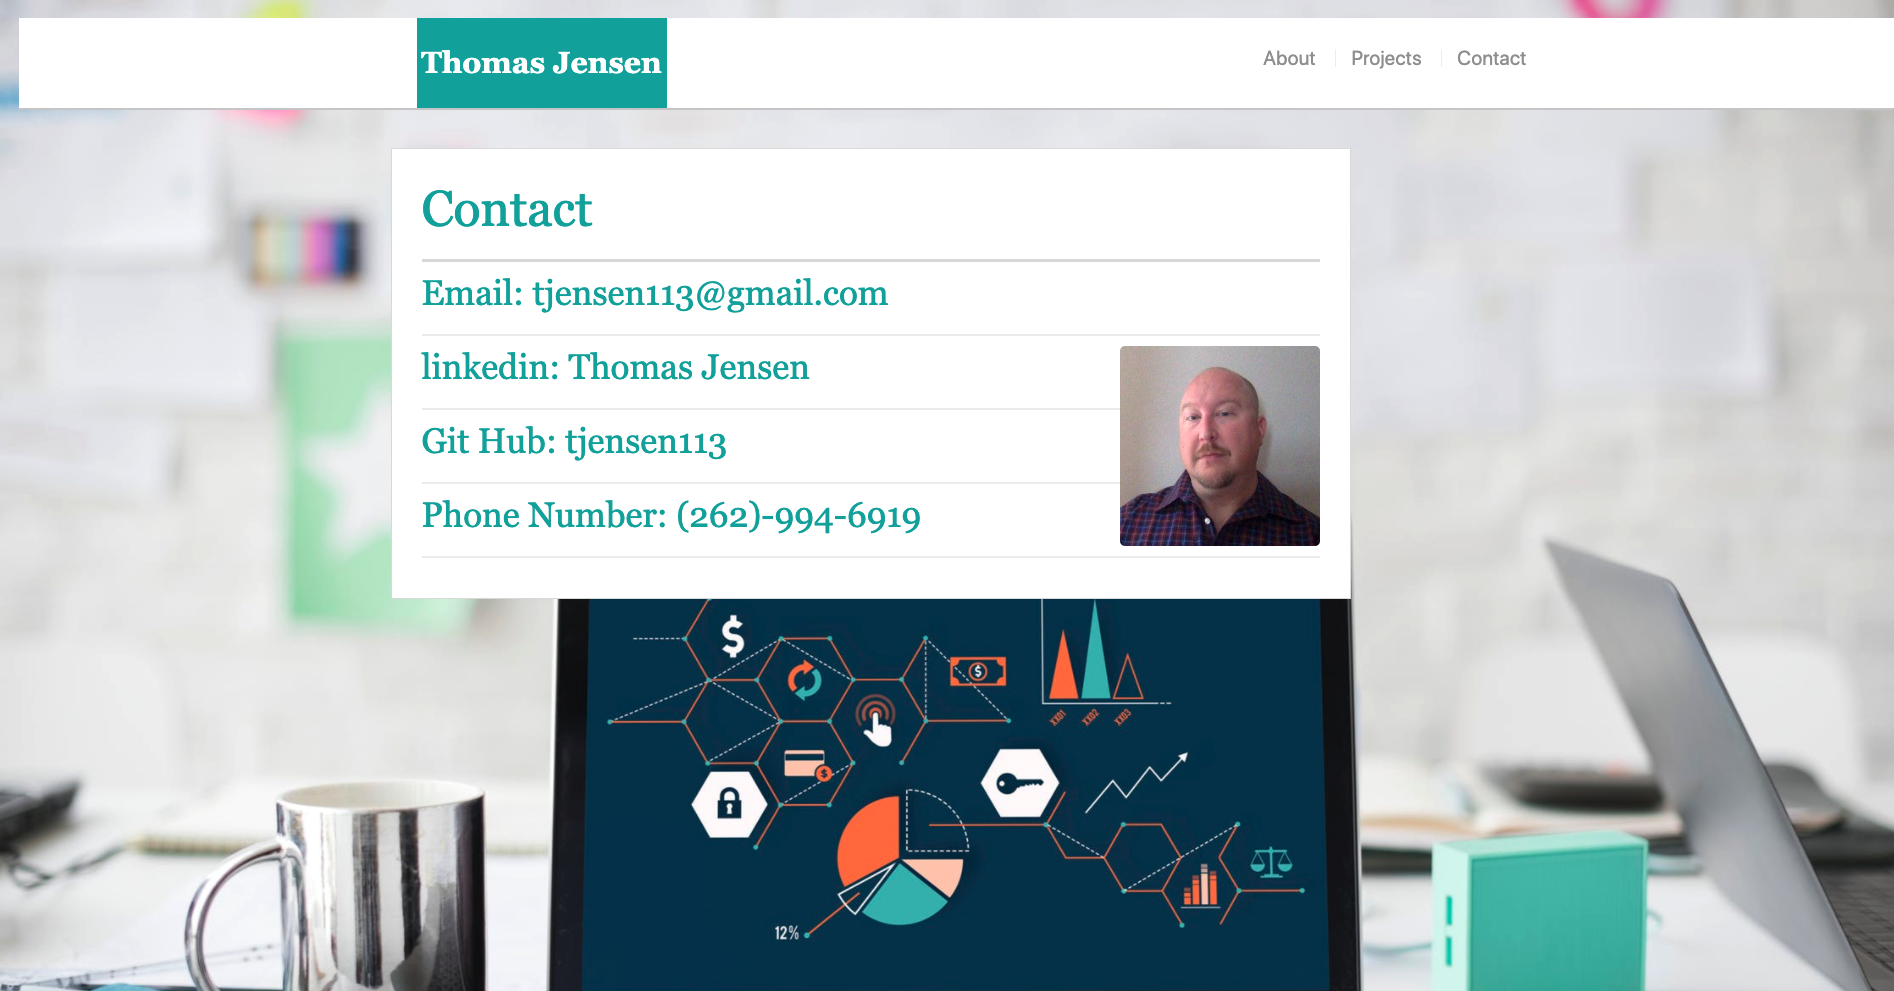 Thomas Jensen
About
Projects
Contact
Contact
Email: tjensen113@gmail.com
linkedin: Thomas Jensen
Git Hub: tjensen113
Phone Number: (262)-994-6919
$
$
XX01
XX02
XX03
$
12%